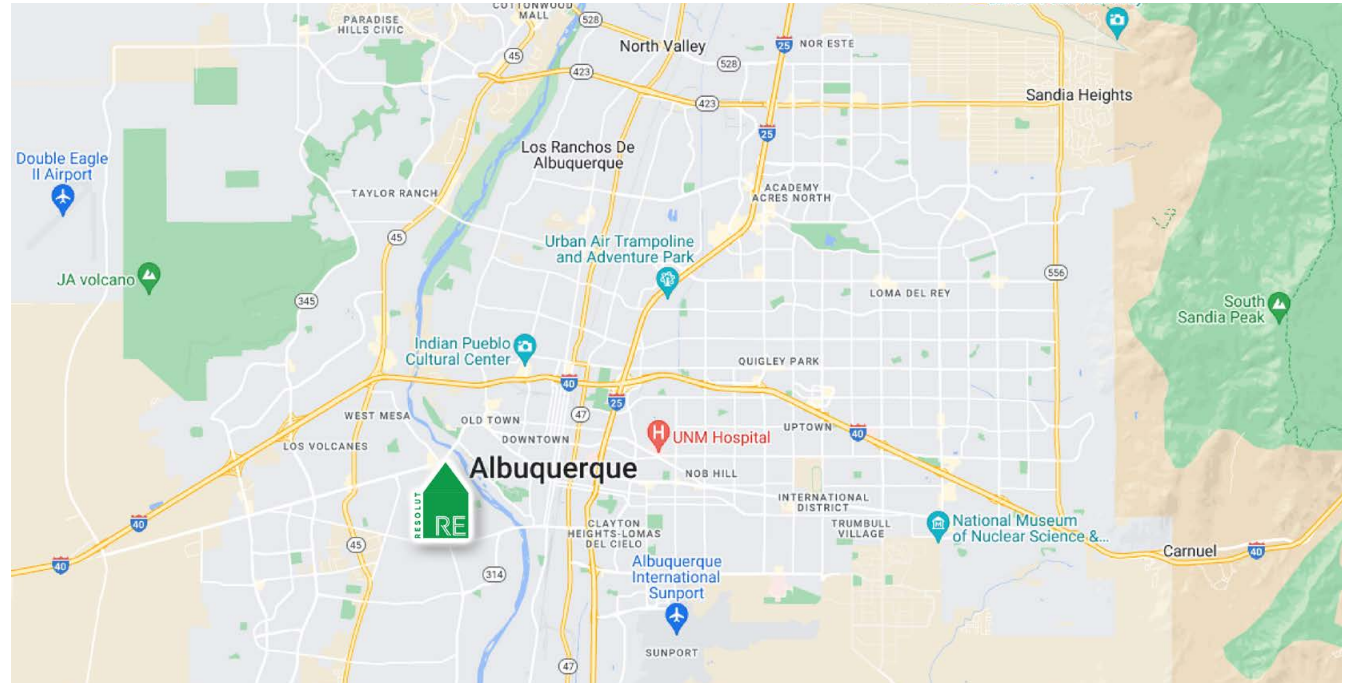 COTTONWOOD
MALL
PARADISE
HILLS CIVIC
528
North Valley
25
NOR ESTE
45
528
423
423
Sandia Heights
25
Los Ranchos De
Albuquerque
Double Eagle
II Airport
TAYLOR RANCH
ACADEMY
ACRES NORTH
45
Urban Air Trampoline
and Adventure Park
JA volcano
556
345
LOMA DEL REY
South
Sandia Peak
Indian Pueblo
Cultural Center
QUIGLEY PARK
40
25
47
WEST MESA
OLD TOWN
LOS VOLCANES
DOWNTOWN
UNM Hospital
UPTOWN
40
Albuquerque
NOB HILL
RESOLUT
RE
INTERNATIONAL
DISTRICT
40
CLAYTON
HEIGHTS-LOMAS
DEL CIELO
TRUMBULL
VILLAGE
National Museum
of Nuclear Science &...
45
Carnuel
40
40
314
Albuquerque
International
Sunport
SUNPORT
47